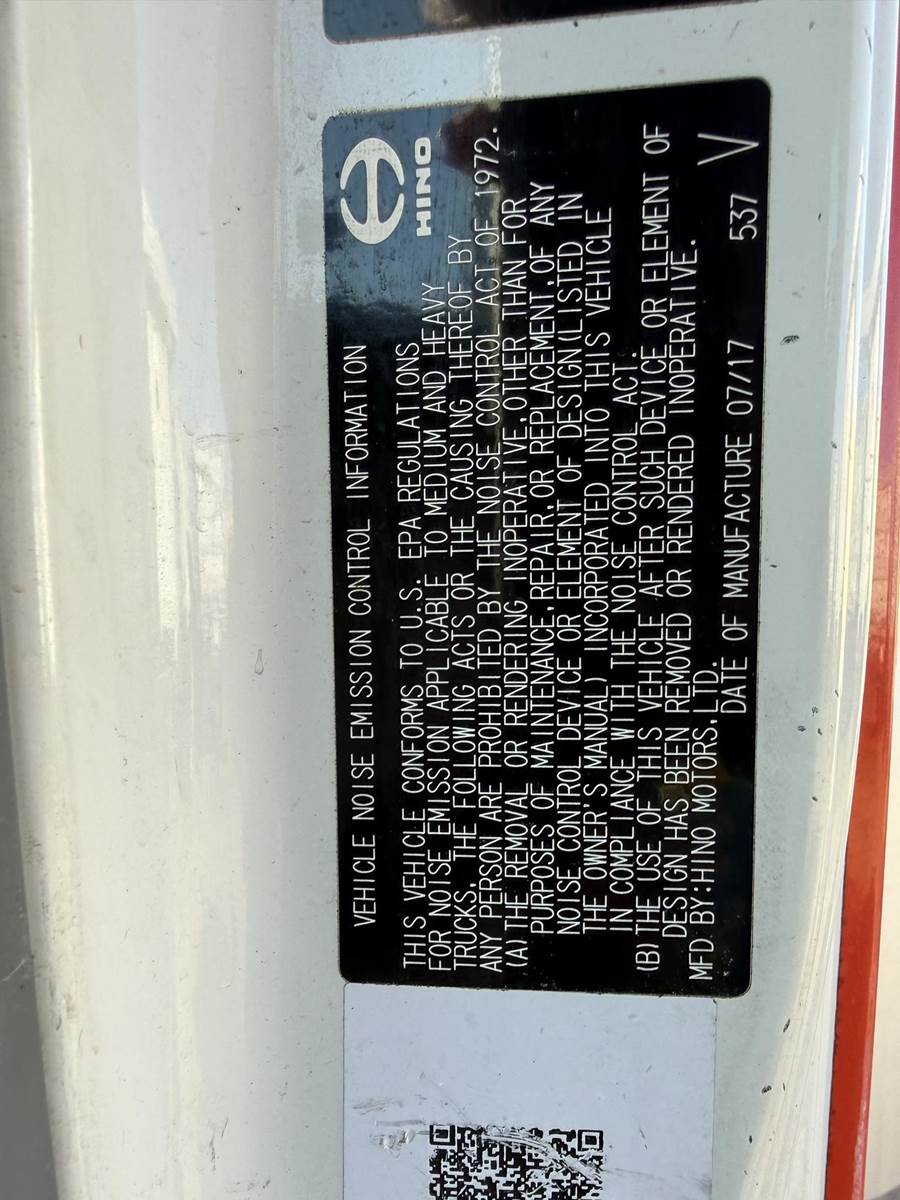 HINO
VEHICLE NOISE EMISSION CONTROL INFORMATION
THIS VEHICLE CONFORMS TO U.S. EPA REGULATIONS
FOR NOISE EMISSION APPLICABLE TO MEDIUM AND HEAVY
TRUCKS. THE FOLLOWING ACTS OR THE CAUSING THEREOF BY
ANY PERSON ARE PROHIBITED BY THE NOISE CONTROL ACT OF 1972.
(A) THE REMOVAL OR RENDERING INOPERATIVE, OTHER THAN FOR
PURPOSES OF MAINTENANCE, REPAIR, OR REPLACEMENT, OF ANY
NOISE CONTROL DEVICE OR ELEMENT OF DESIGN (LISTED IN
THE OWNER'S MANUAL) INCORPORATED INTO THIS VEHICLE
IN COMPLIANCE WITH THE NOISE CONTROL ACT.
(B) THE USE OF THIS VEHICLE AFTER SUCH DEVICE OR ELEMENT OF
DESIGN HAS BEEN REMOVED OR RENDERED INOPERATIVE.
MFD BY: HINO MOTORS, LTD.
DATE OF MANUFACTURE 07/17 537 V